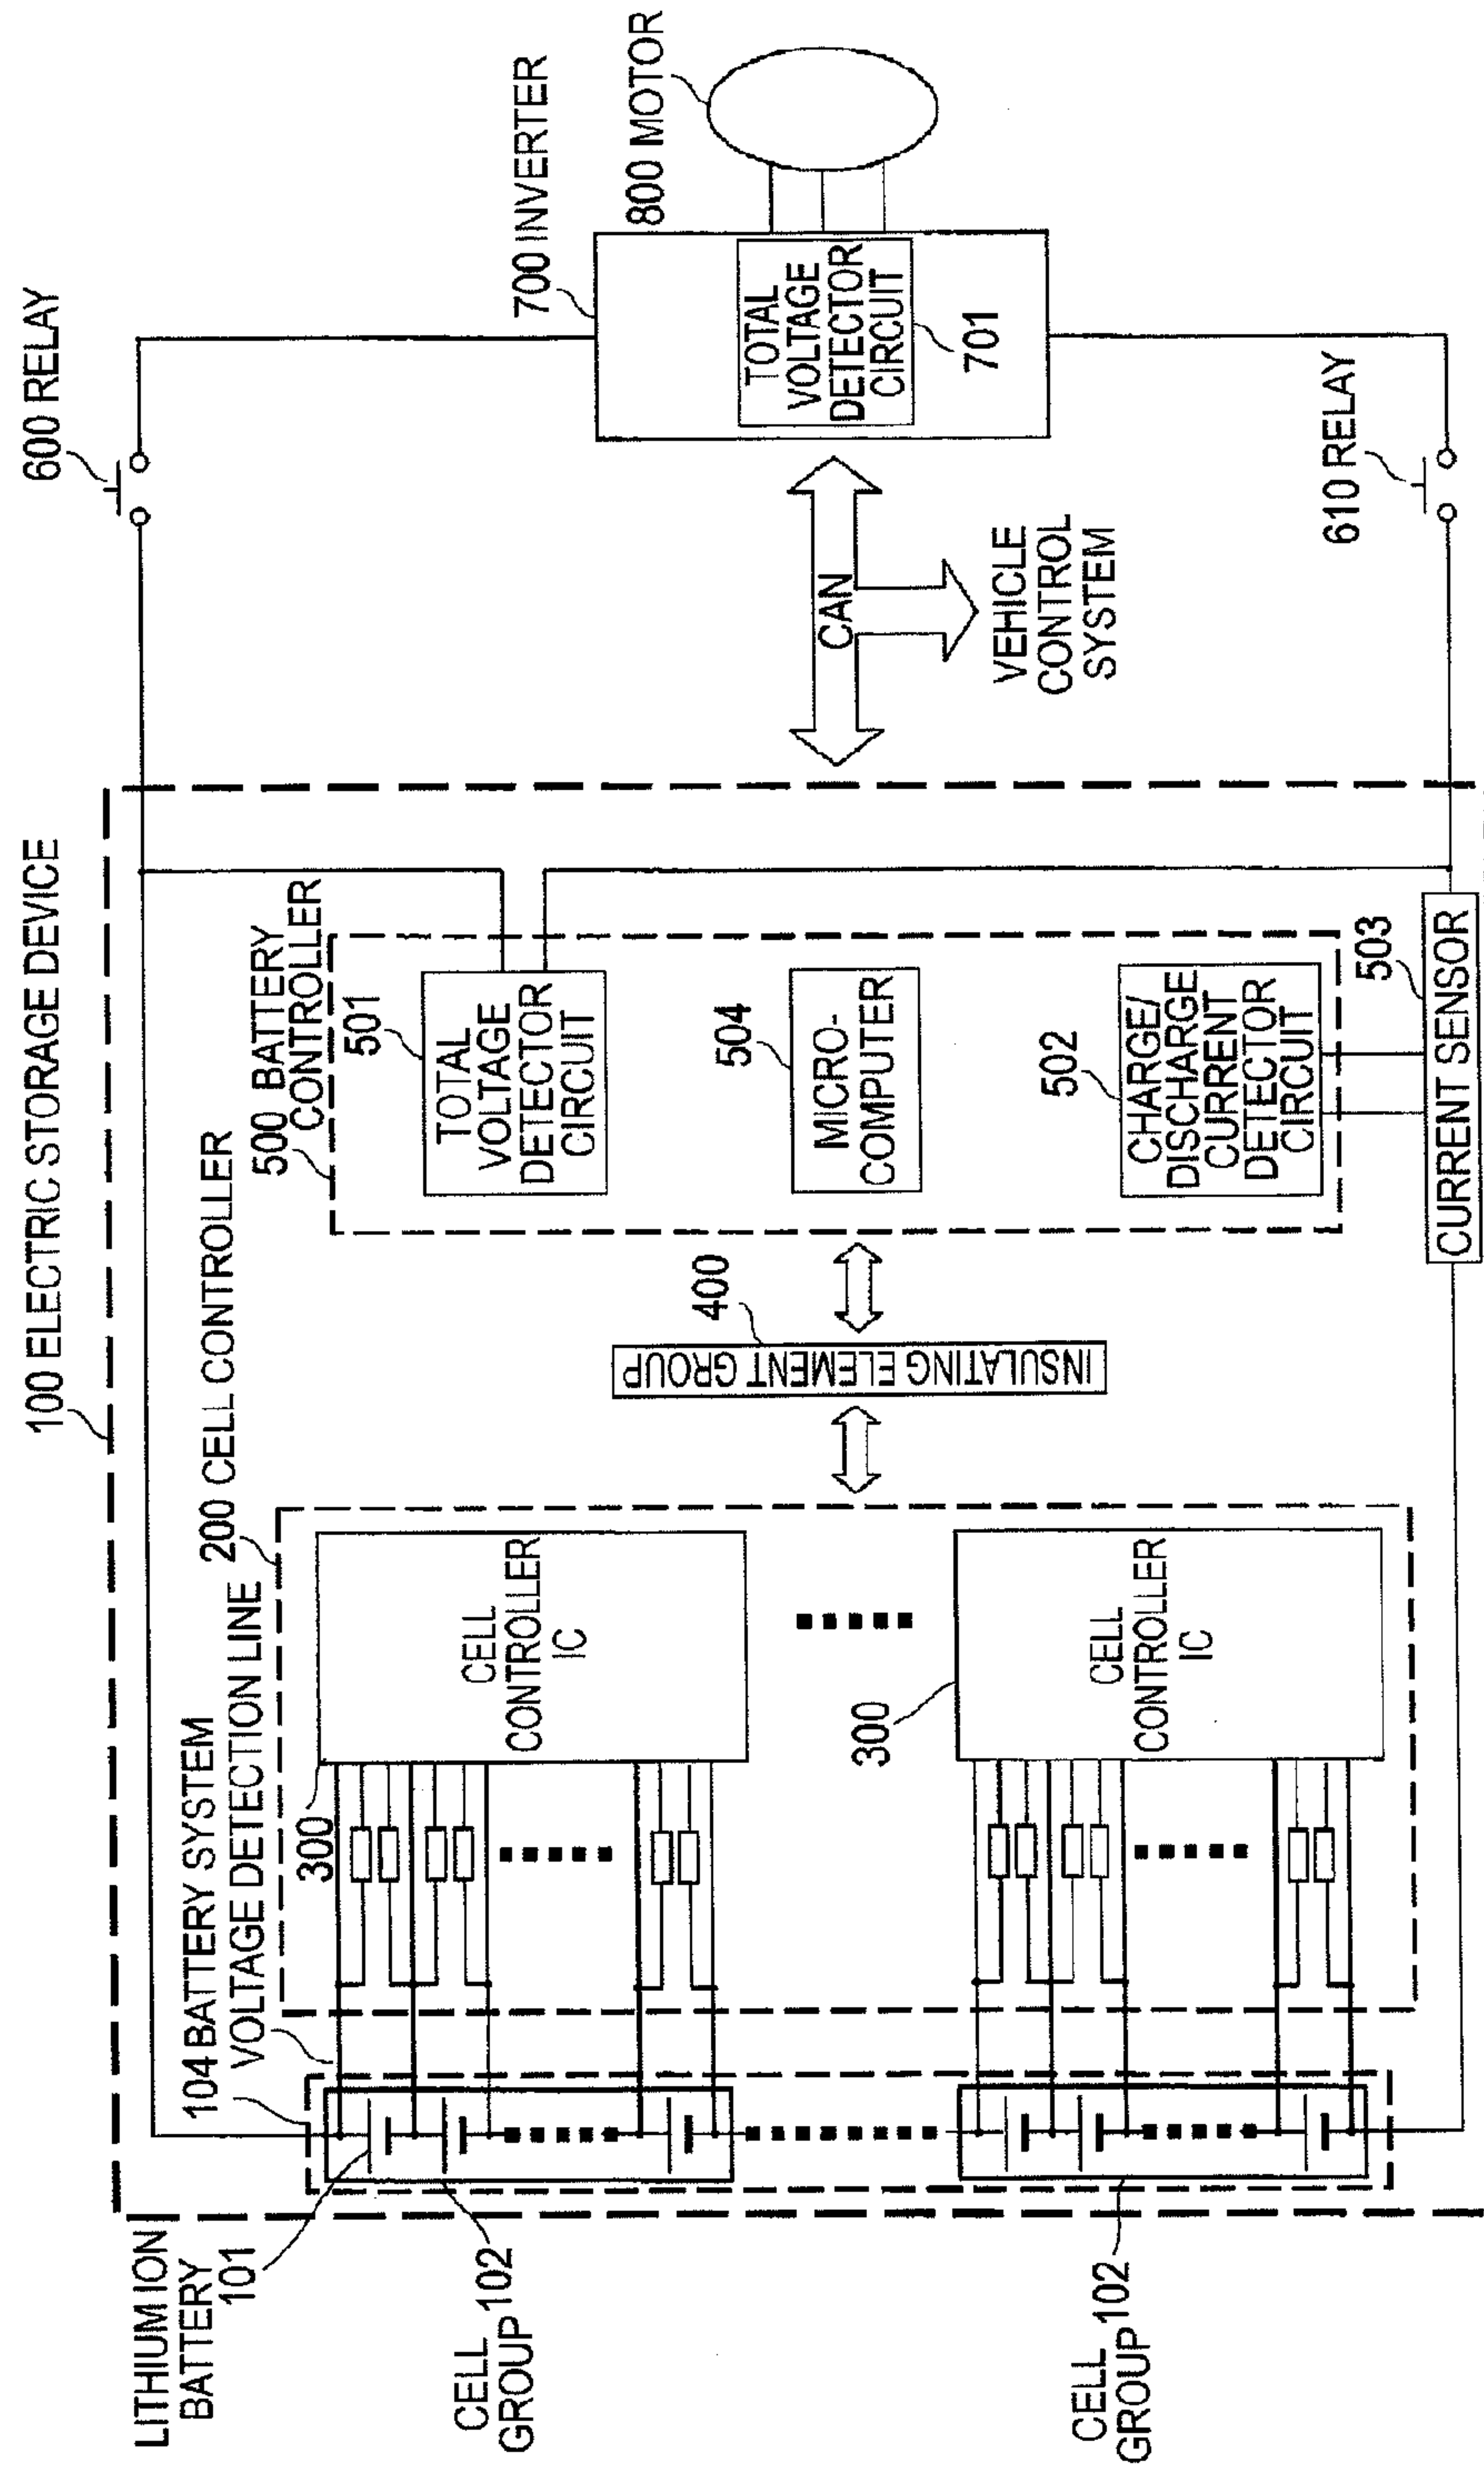 100 ELECTRIC STORAGE DEVICE
600 RELAY
700 INVERTER
800 MOTOR
200 CELL CONTROLLER
500 BATTERY
CONTROLLER
104 BATTERY SYSTEM
VOLTAGE DETECTION LINE
LITHIUM ION
BATTERY
101
300
CELL
CONTROLLER
IC
501
TOTAL
VOLTAGE
DETECTOR
CIRCUIT
TOTAL
VOLTAGE
DETECTOR
CIRCUIT
701
CELL
GROUP 102
400
INSULATING ELEMENT GROUP
504
MICRO-
COMPUTER
CAN
VEHICLE
CONTROL
SYSTEM
300
CELL
CONTROLLER
IC
502
CHARGE/
DISCHARGE
CURRENT
DETECTOR
CIRCUIT
CELL
GROUP 102
503
CURRENT SENSOR
610 RELAY